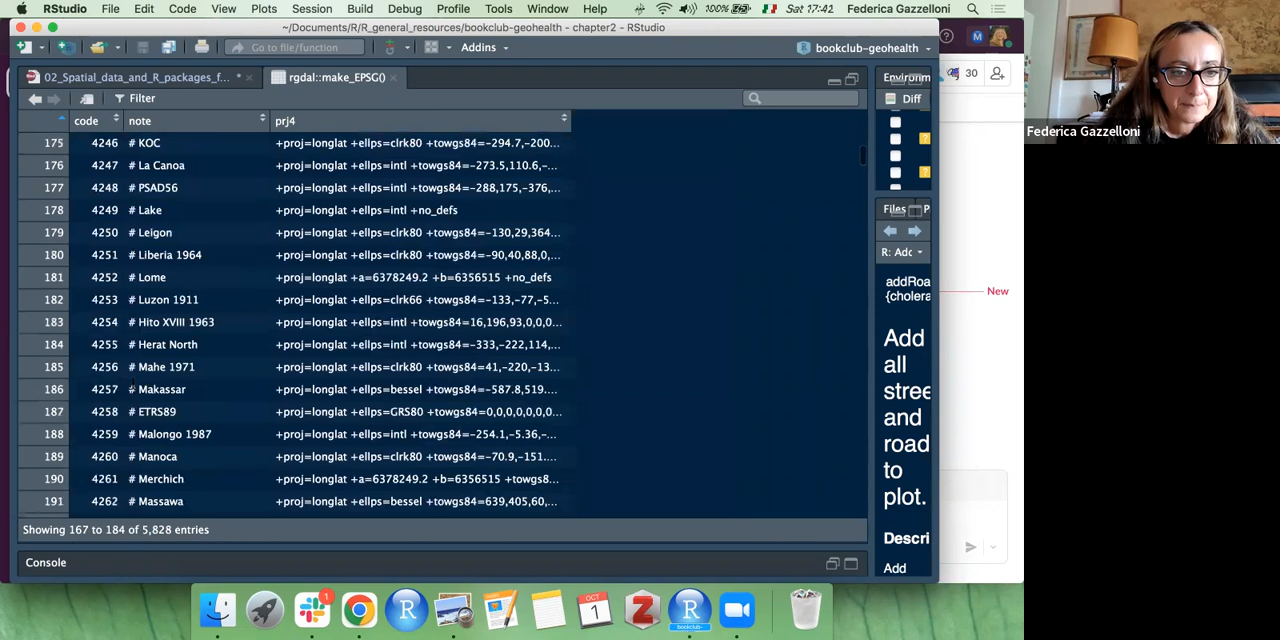 RStudio File Edit Code View Plots Session Build Debug Profile Tools Window Help 100% Sat 17:42 Federica Gazzelloni
~/Documents/R/R_general_resources/bookclub-geohealth - chapter2 - RStudio
Go to file/function Addins bookclub-geohealth
02_Spatial_data_and_R_packages_f... * rgdal::make_EPSG() Environm
Filter Diff
30
code note prj4
175 4246 # KOC +proj=longlat +ellps=clrk80 +towgs84=-294.7,-200...
176 4247 # La Canoa +proj=longlat +ellps=intl +towgs84=-273.5,110.6,-...
177 4248 # PSAD56 +proj=longlat +ellps=intl +towgs84=-288,175,-376,...
178 4249 # Lake +proj=longlat +ellps=intl +no_defs
179 4250 # Leigon +proj=longlat +ellps=clrk80 +towgs84=-130,29,364...
180 4251 # Liberia 1964 +proj=longlat +ellps=clrk80 +towgs84=-90,40,88,0,...
181 4252 # Lome +proj=longlat +a=6378249.2 +b=6356515 +no_defs
182 4253 # Luzon 1911 +proj=longlat +ellps=clrk66 +towgs84=-133,-77,-5...
183 4254 # Hito XVIII 1963 +proj=longlat +ellps=intl +towgs84=16,196,93,0,0,0...
184 4255 # Herat North +proj=longlat +ellps=intl +towgs84=-333,-222,114,...
185 4256 # Mahe 1971 +proj=longlat +ellps=clrk80 +towgs84=41,-220,-13...
186 4257 # Makassar +proj=longlat +ellps=bessel +towgs84=-587.8,519....
187 4258 # ETRS89 +proj=longlat +ellps=GRS80 +towgs84=0,0,0,0,0,0,0...
188 4259 # Malongo 1987 +proj=longlat +ellps=intl +towgs84=-254.1,-5.36,-...
189 4260 # Manoca +proj=longlat +ellps=clrk80 +towgs84=-70.9,-151....
190 4261 # Merchich +proj=longlat +a=6378249.2 +b=6356515 +towgs8...
191 4262 # Massawa +proj=longlat +ellps=bessel +towgs84=639,405,60,...
Showing 167 to 184 of 5,828 entries
Console
Files P
R: Adc
addRoa
{cholera
Add
all
stree
and
road
to
plot.
Descri
Add
New
M
Federica Gazzelloni
1
OCT
1
R
Z
R
bookclub-